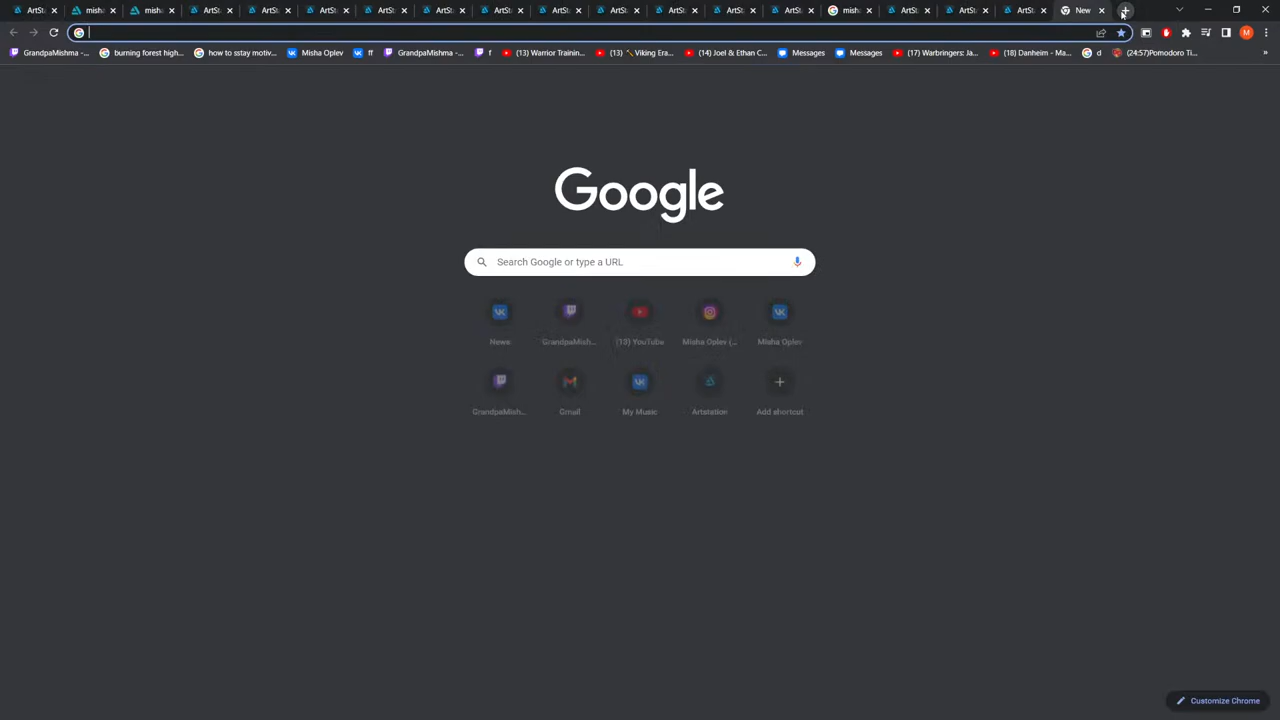 ArtSt misha misha ArtSt ArtSt ArtSt ArtSt ArtSt ArtSt ArtSt ArtSt ArtSt ArtSt ArtSt misha ArtSt ArtSt ArtSt New
GrandpaMishma -... burning forest high... how to sstay motiv... Misha Oplev ff GrandpaMishma -... f (13) Warrior Trainin... (13) Viking Era... (14) Joel & Ethan C... Messages Messages (17) Warbringers: Ja... (18) Danheim - Ma... d (24:57)Pomodoro Ti... »
Google
Search Google or type a URL
News GrandpaMish... (13) YouTube Misha Oplev (... Misha Oplev
GrandpaMish... Gmail My Music Artstation Add shortcut
Customize Chrome